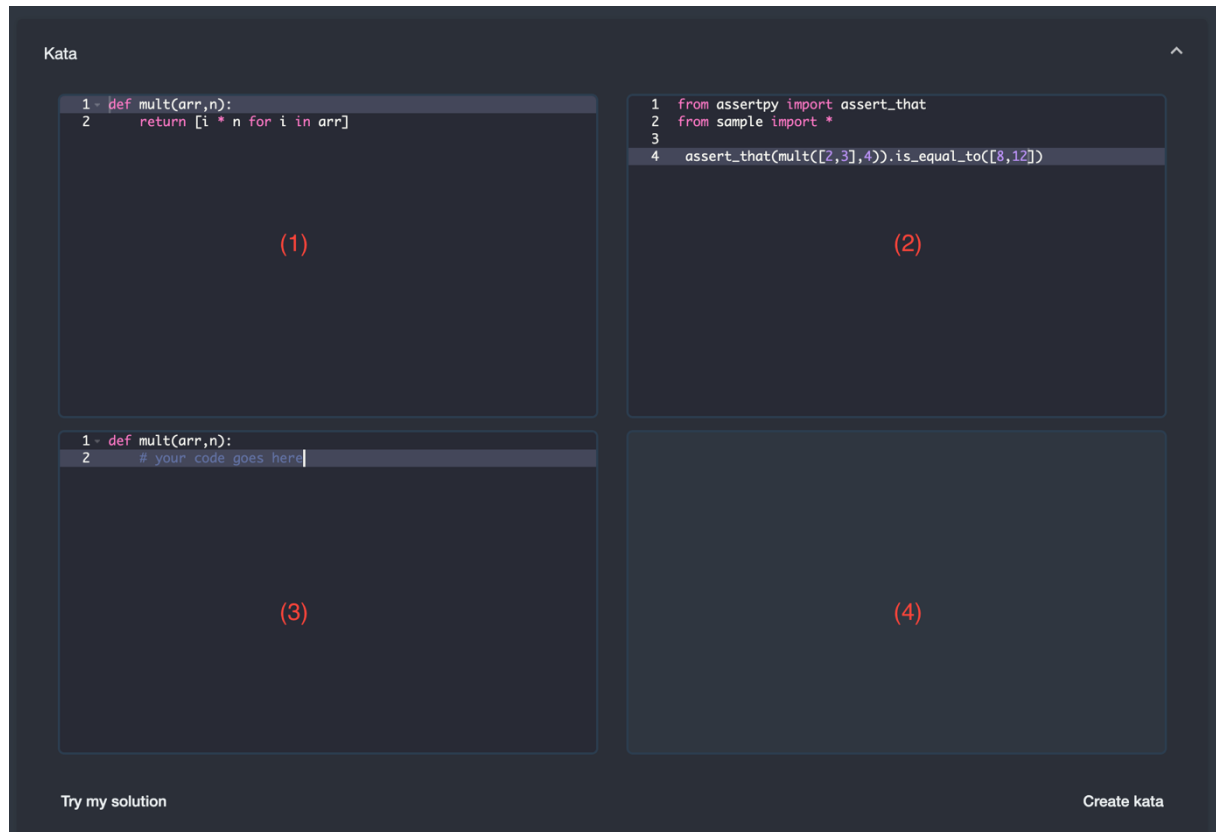 Kata
1 def mult(arr,n):
2     return [i * n for i in arr]
(1)
1 from assertpy import assert_that
2 from sample import *
3
4  assert_that(mult([2,3],4)).is_equal_to([8,12])
(2)
1 def mult(arr,n):
2     # your code goes here
(3)
(4)
Try my solution
Create kata